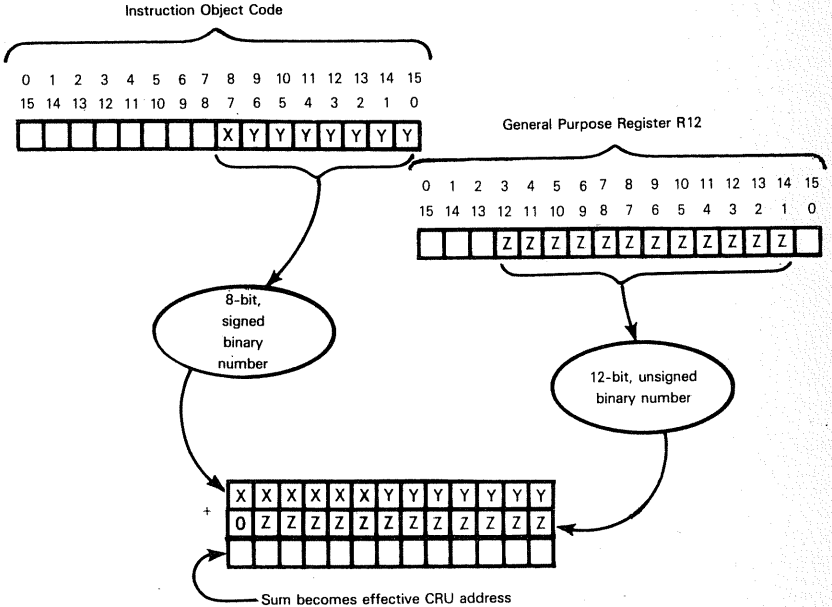 Instruction Object Code
0 1 2 3 4 5 6 7 8 9 10 11 12 13 14 15
15 14 13 12 11 10 9 8 7 6 5 4 3 2 1 0
X Y Y Y Y Y Y Y
General Purpose Register R12
0 1 2 3 4 5 6 7 8 9 10 11 12 13 14 15
15 14 13 12 11 10 9 8 7 6 5 4 3 2 1 0
Z Z Z Z Z Z Z Z Z Z Z Z
8-bit,
signed
binary
number
12-bit, unsigned
binary number
X X X X X X Y Y Y Y Y Y Y
+ 0 Z Z Z Z Z Z Z Z Z Z Z Z
Sum becomes effective CRU address